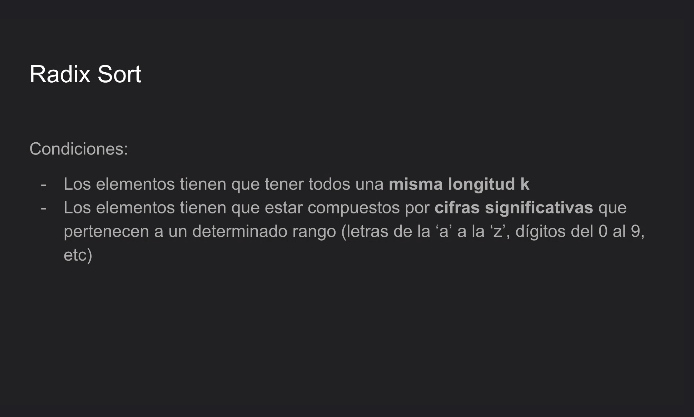 Radix Sort
Condiciones:
- Los elementos tienen que tener todos una misma longitud k
- Los elementos tienen que estar compuestos por cifras significativas que
pertenecen a un determinado rango (letras de la ‘a’ a la ‘z’, dígitos del 0 al 9,
etc)